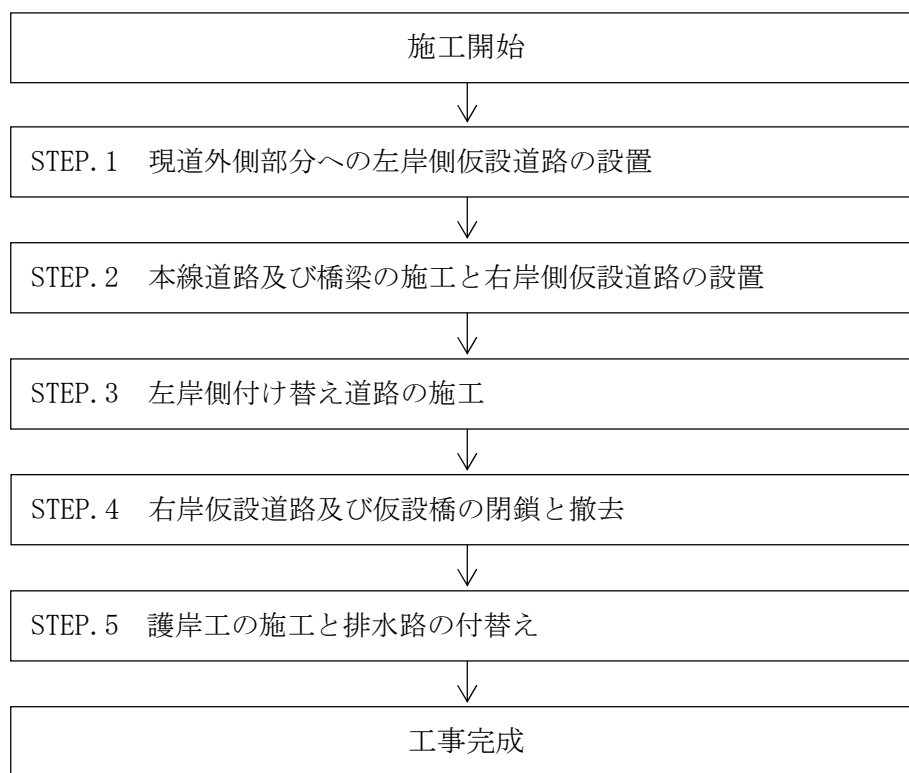 施工開始
STEP.1　現道外側部分への左岸側仮設道路の設置
STEP.2　本線道路及び橋梁の施工と右岸側仮設道路の設置
STEP.3　左岸側付け替え道路の施工
STEP.4　右岸仮設道路及び仮設橋の閉鎖と撤去
STEP.5　護岸工の施工と排水路の付替え
工事完成